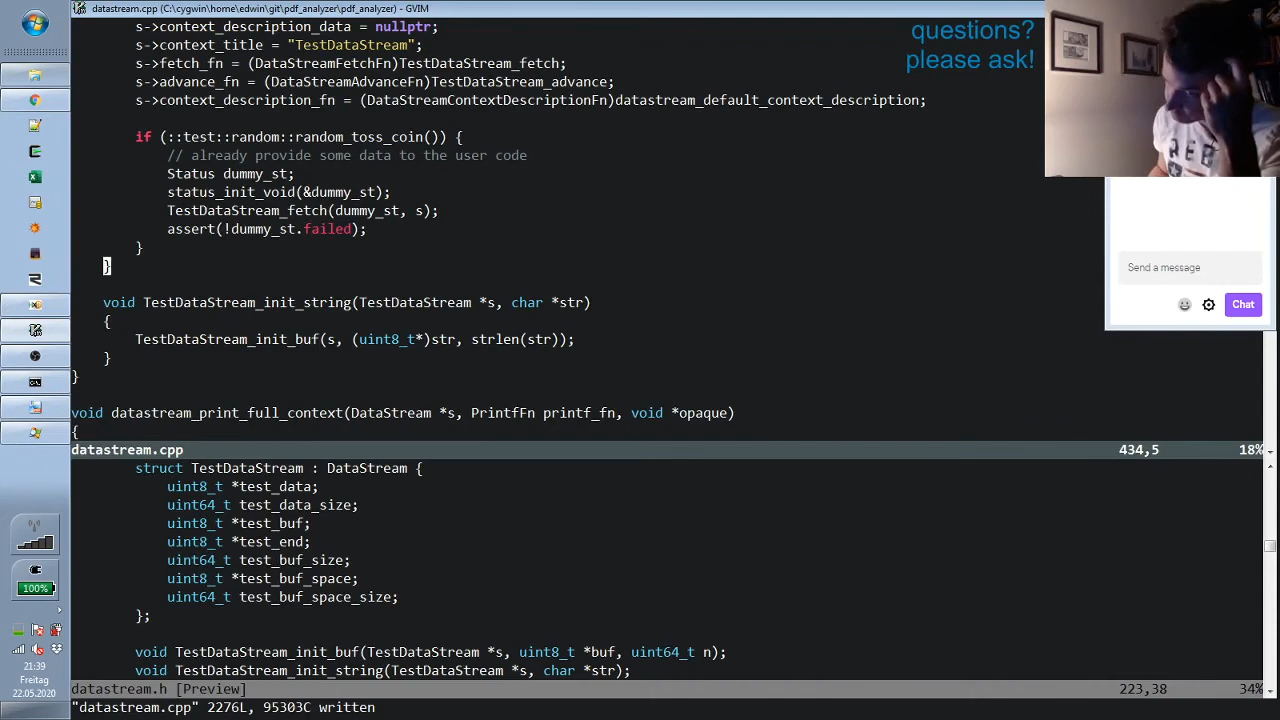 datastream.cpp (C:\cygwin\home\edwin\git\pdf_analyzer\pdf_analyzer) - GVIM
s->context_description_data = nullptr;
s->context_title = "TestDataStream";
s->fetch_fn = (DataStreamFetchFn)TestDataStream_fetch;
s->advance_fn = (DataStreamAdvanceFn)TestDataStream_advance;
s->context_description_fn = (DataStreamContextDescriptionFn)datastream_default_context_description;
if (::test::random::random_toss_coin()) {
// already provide some data to the user code
Status dummy_st;
status_init_void(&dummy_st);
TestDataStream_fetch(dummy_st, s);
assert(!dummy_st.failed);
}
}
void TestDataStream_init_string(TestDataStream *s, char *str)
{
TestDataStream_init_buf(s, (uint8_t*)str, strlen(str));
}
}
void datastream_print_full_context(DataStream *s, PrintfFn printf_fn, void *opaque)
{
datastream.cpp 434,5 18%
struct TestDataStream : DataStream {
uint8_t *test_data;
uint64_t test_data_size;
uint8_t *test_buf;
uint8_t *test_end;
uint64_t test_buf_size;
uint8_t *test_buf_space;
uint64_t test_buf_space_size;
};
void TestDataStream_init_buf(TestDataStream *s, uint8_t *buf, uint64_t n);
void TestDataStream_init_string(TestDataStream *s, char *str);
datastream.h [Preview] 223,38 34%
"datastream.cpp" 2276L, 95303C written
questions?
please ask!
Send a message
Chat
100%
21:39
Freitag
22.05.2020